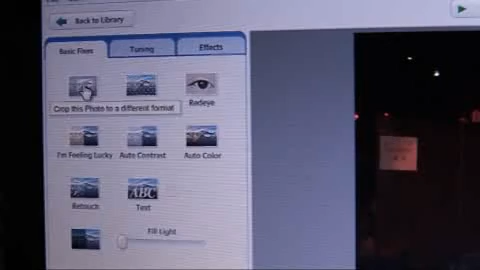 Back to Library
Basic Fixes
Tuning
Effects
Crop this Photo to a different format
Redeye
I'm Feeling Lucky
Auto Contrast
Auto Color
Retouch
Text
ABC
Fill Light